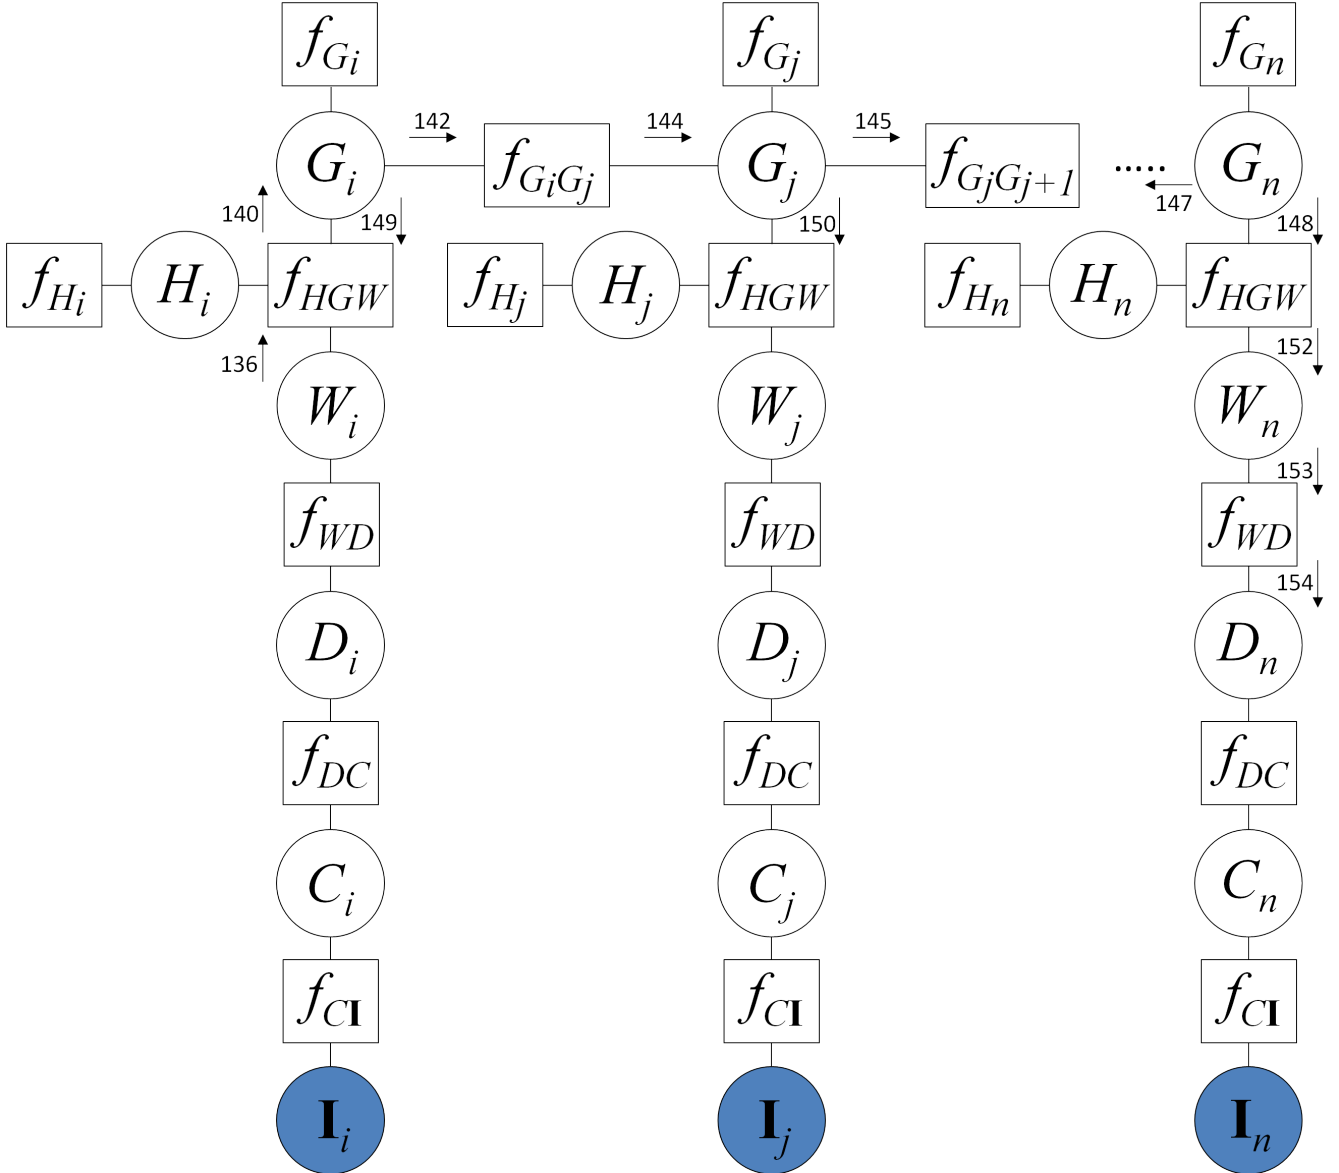 f_{G_i} f_{G_j} f_{G_n}
142 144 145
G_i f_{G_iG_j} G_j f_{G_jG_{j+1}} ..... G_n
140 149 150 147 148
f_{H_i} H_i f_{HGW} f_{H_j} H_j f_{HGW} f_{H_n} H_n f_{HGW}
136 152
W_i W_j W_n
153
f_{WD} f_{WD} f_{WD}
154
D_i D_j D_n
f_{DC} f_{DC} f_{DC}
C_i C_j C_n
f_{CI} f_{CI} f_{CI}
I_i I_j I_n